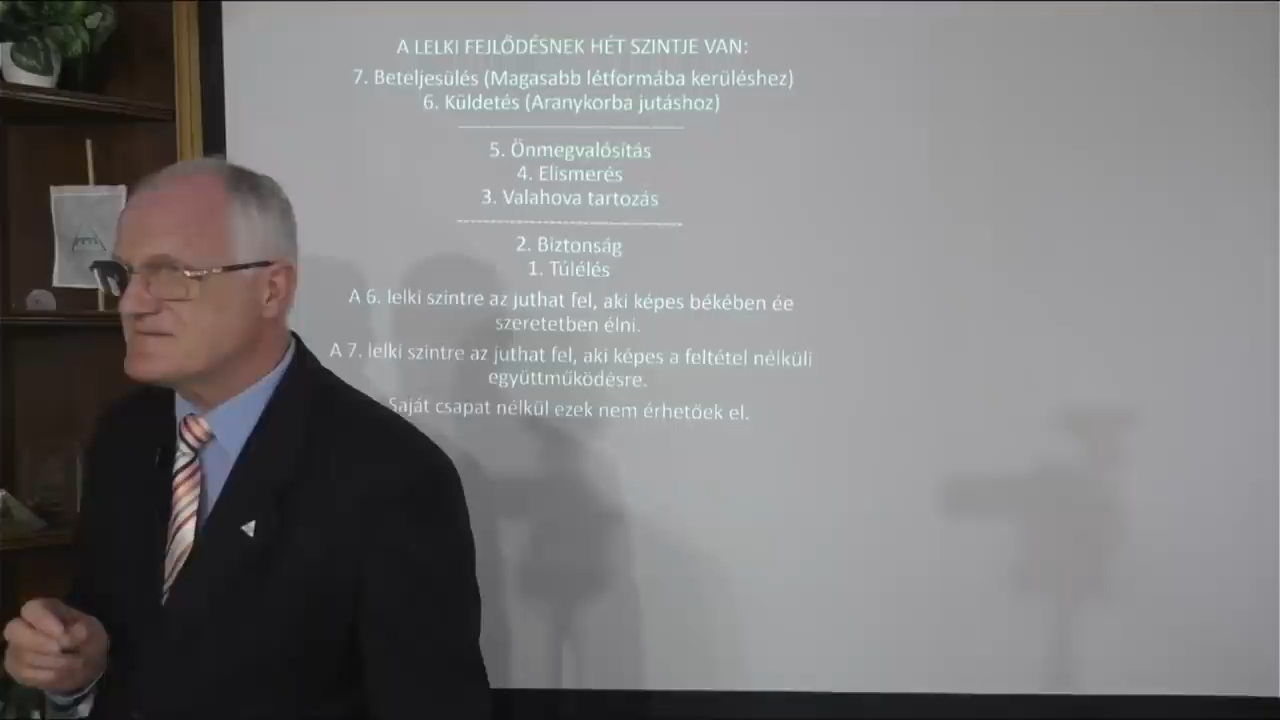 A LELKI FEJLŐDÉSNEK HÉT SZINTJE VAN:
7. Beteljesülés (Magasabb létformába kerüléshez)
6. Küldetés (Aranykorba jutáshoz)
5. Önmegvalósítás
4. Elismerés
3. Valahova tartozás
2. Biztonság
1. Túlélés
A 6. lelki szintre az juthat fel, aki képes békében ée
szeretetben élni.
A 7. lelki szintre az juthat fel, aki képes a feltétel nélküli
együttműködésre.
Saját csapat nélkül ezek nem érhetőek el.